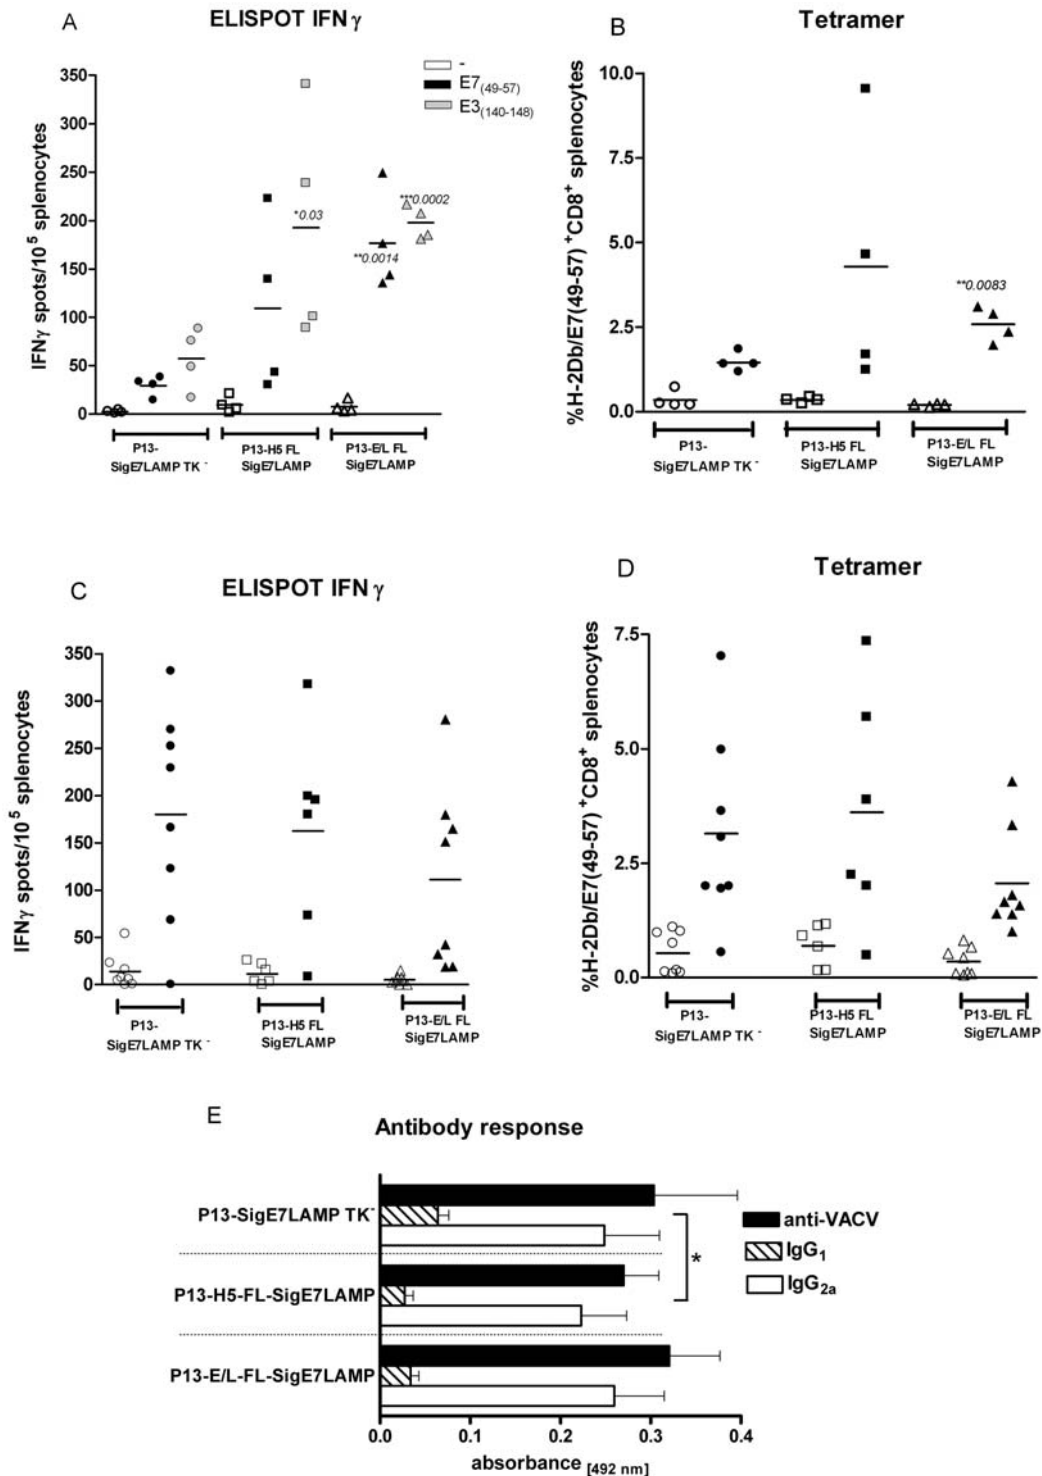 A
ELISPOT IFN γ
-
E7(49-57)
E3(140-148)
IFNγ spots/10⁵ splenocytes
350
300
250
200
150
100
50
0
*0.03
**0.0014
***0.0002
P13-
SigE7LAMP TK⁻
P13-H5 FL
SigE7LAMP
P13-E/L FL
SigE7LAMP
B
Tetramer
%H-2Db/E7(49-57) ⁺CD8⁺ splenocytes
10.0
7.5
5.0
2.5
0.0
**0.0083
P13-
SigE7LAMP TK⁻
P13-H5 FL
SigE7LAMP
P13-E/L FL
SigE7LAMP
C
ELISPOT IFN γ
IFNγ spots/10⁵ splenocytes
350
300
250
200
150
100
50
0
P13-
SigE7LAMP TK⁻
P13-H5 FL
SigE7LAMP
P13-E/L FL
SigE7LAMP
D
Tetramer
%H-2Db/E7(49-57) ⁺CD8⁺ splenocytes
7.5
5.0
2.5
0.0
P13-
SigE7LAMP TK⁻
P13-H5 FL
SigE7LAMP
P13-E/L FL
SigE7LAMP
E
Antibody response
P13-SigE7LAMP TK⁻
P13-H5-FL-SigE7LAMP
P13-E/L-FL-SigE7LAMP
*
anti-VACV
IgG₁
IgG₂ₐ
0.0
0.1
0.2
0.3
0.4
absorbance [492 nm]